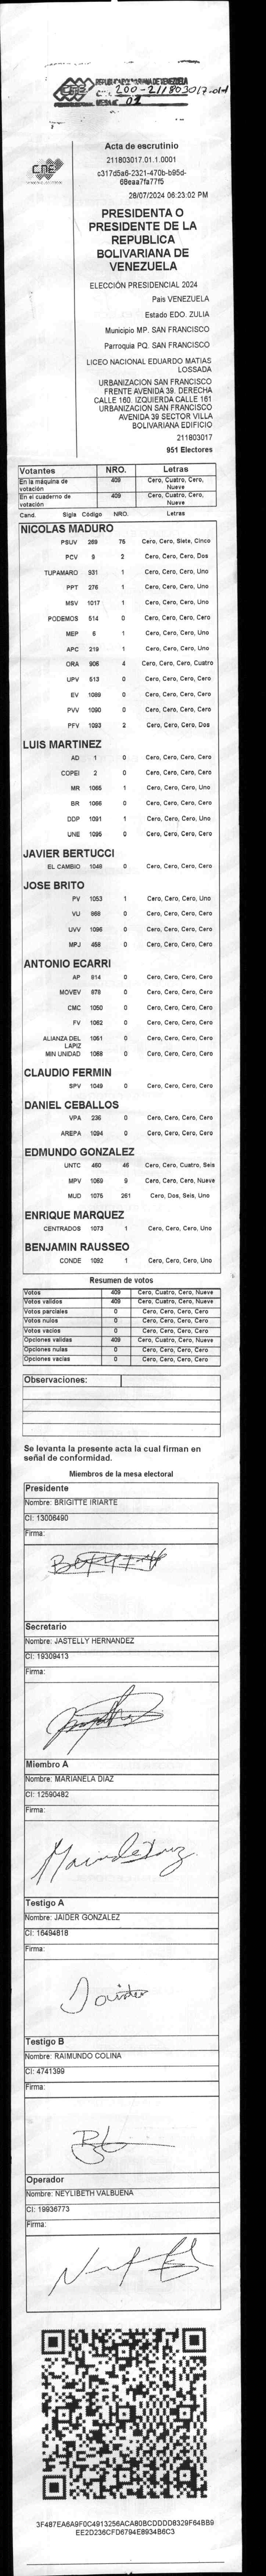 REPUBLICA BOLIVARIANA DE VENEZUELA
200-211803017.01.1
MESA Nº 01
CNE
Acta de escrutinio
211803017.01.1.0001
c317d5a6-2321-470b-b95d-
68eaa7fa77f5
28/07/2024 06:23:02 PM
PRESIDENTA O
PRESIDENTE DE LA
REPUBLICA
BOLIVARIANA DE
VENEZUELA
ELECCIÓN PRESIDENCIAL 2024
País VENEZUELA
Estado EDO. ZULIA
Municipio MP. SAN FRANCISCO
Parroquia PQ. SAN FRANCISCO
LICEO NACIONAL EDUARDO MATIAS
LOSSADA
URBANIZACION SAN FRANCISCO
FRENTE AVENIDA 39. DERECHA
CALLE 160. IZQUIERDA CALLE 161
URBANIZACION SAN FRANCISCO
AVENIDA 39 SECTOR VILLA
BOLIVARIANA EDIFICIO
211803017
951 Electores
Votantes NRO. Letras
En la máquina de votación 409 Cero, Cuatro, Cero, Nueve
En el cuaderno de votación 409 Cero, Cuatro, Cero, Nueve
Cand. Sigla Código NRO. Letras
NICOLAS MADURO
PSUV 269 75 Cero, Cero, Siete, Cinco
PCV 9 2 Cero, Cero, Cero, Dos
TUPAMARO 931 1 Cero, Cero, Cero, Uno
PPT 276 1 Cero, Cero, Cero, Uno
MSV 1017 1 Cero, Cero, Cero, Uno
PODEMOS 514 0 Cero, Cero, Cero, Cero
MEP 6 1 Cero, Cero, Cero, Uno
APC 219 1 Cero, Cero, Cero, Uno
ORA 906 4 Cero, Cero, Cero, Cuatro
UPV 513 0 Cero, Cero, Cero, Cero
EV 1089 0 Cero, Cero, Cero, Cero
PVV 1090 0 Cero, Cero, Cero, Cero
PFV 1093 2 Cero, Cero, Cero, Dos
LUIS MARTINEZ
AD 1 0 Cero, Cero, Cero, Cero
COPEI 2 0 Cero, Cero, Cero, Cero
MR 1065 1 Cero, Cero, Cero, Uno
BR 1066 0 Cero, Cero, Cero, Cero
DDP 1091 1 Cero, Cero, Cero, Uno
UNE 1095 0 Cero, Cero, Cero, Cero
JAVIER BERTUCCI
EL CAMBIO 1048 0 Cero, Cero, Cero, Cero
JOSE BRITO
PV 1053 1 Cero, Cero, Cero, Uno
VU 868 0 Cero, Cero, Cero, Cero
UVV 1096 0 Cero, Cero, Cero, Cero
MPJ 458 0 Cero, Cero, Cero, Cero
ANTONIO ECARRI
AP 814 0 Cero, Cero, Cero, Cero
MOVEV 878 0 Cero, Cero, Cero, Cero
CMC 1050 0 Cero, Cero, Cero, Cero
FV 1062 0 Cero, Cero, Cero, Cero
ALIANZA DEL LAPIZ 1051 0 Cero, Cero, Cero, Cero
MIN UNIDAD 1068 0 Cero, Cero, Cero, Cero
CLAUDIO FERMIN
SPV 1049 0 Cero, Cero, Cero, Cero
DANIEL CEBALLOS
VPA 236 0 Cero, Cero, Cero, Cero
AREPA 1094 0 Cero, Cero, Cero, Cero
EDMUNDO GONZALEZ
UNTC 460 46 Cero, Cero, Cuatro, Seis
MPV 1069 9 Cero, Cero, Cero, Nueve
MUD 1075 261 Cero, Dos, Seis, Uno
ENRIQUE MARQUEZ
CENTRADOS 1073 1 Cero, Cero, Cero, Uno
BENJAMIN RAUSSEO
CONDE 1092 1 Cero, Cero, Cero, Uno
Resumen de votos
Votos 409 Cero, Cuatro, Cero, Nueve
Votos validos 409 Cero, Cuatro, Cero, Nueve
Votos parciales 0 Cero, Cero, Cero, Cero
Votos nulos 0 Cero, Cero, Cero, Cero
Votos vacios 0 Cero, Cero, Cero, Cero
Opciones validas 409 Cero, Cuatro, Cero, Nueve
Opciones nulas 0 Cero, Cero, Cero, Cero
Opciones vacias 0 Cero, Cero, Cero, Cero
Observaciones:
Se levanta la presente acta la cual firman en
señal de conformidad.
Miembros de la mesa electoral
Presidente
Nombre: BRIGITTE IRIARTE
CI: 13006490
Firma:
Secretario
Nombre: JASTELLY HERNANDEZ
CI: 19309413
Firma:
Miembro A
Nombre: MARIANELA DIAZ
CI: 12590482
Firma:
Marianela Diaz
Testigo A
Nombre: JAIDER GONZALEZ
CI: 16494818
Firma:
Jaider
Testigo B
Nombre: RAIMUNDO COLINA
CI: 4741399
Firma:
Operador
Nombre: NEYLIBETH VALBUENA
CI: 19936773
Firma:
3F487EA6A9F0C4913256ACA80BCDDDD8329F64BB9
EE2D236CFD6794E8934B6C3